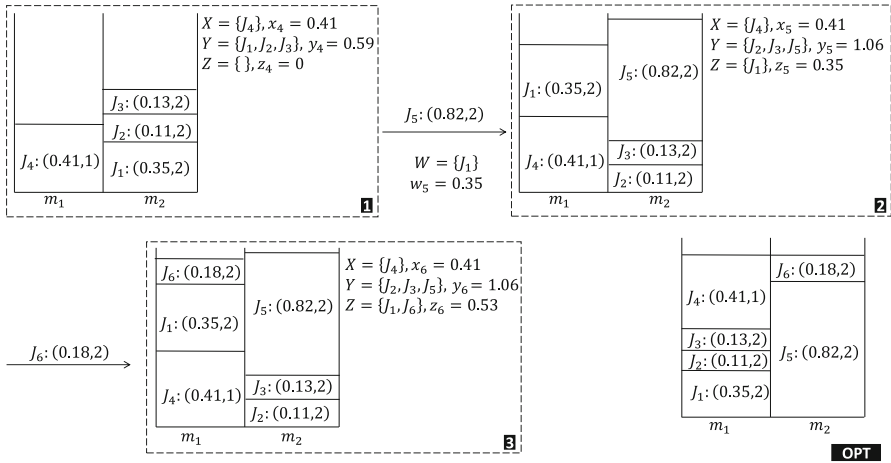 X = {J₄}, x₄ = 0.41
Y = {J₁, J₂, J₃}, y₄ = 0.59
Z = { }, z₄ = 0
J₃: (0.13,2)
J₂: (0.11,2)
J₄: (0.41,1)
J₁: (0.35,2)
m₁
m₂
1
J₅: (0.82,2)
W = {J₁}
w₅ = 0.35
X = {J₄}, x₅ = 0.41
Y = {J₂, J₃, J₅}, y₅ = 1.06
Z = {J₁}, z₅ = 0.35
J₁: (0.35,2)
J₅: (0.82,2)
J₄: (0.41,1)
J₃: (0.13,2)
J₂: (0.11,2)
m₁
m₂
2
J₆: (0.18,2)
X = {J₄}, x₆ = 0.41
Y = {J₂, J₃, J₅}, y₆ = 1.06
Z = {J₁, J₆}, z₆ = 0.53
J₆: (0.18,2)
J₁: (0.35,2)
J₅: (0.82,2)
J₄: (0.41,1)
J₃: (0.13,2)
J₂: (0.11,2)
m₁
m₂
3
J₆: (0.18,2)
J₄: (0.41,1)
J₃: (0.13,2)
J₂: (0.11,2)
J₅: (0.82,2)
J₁: (0.35,2)
m₁
m₂
OPT